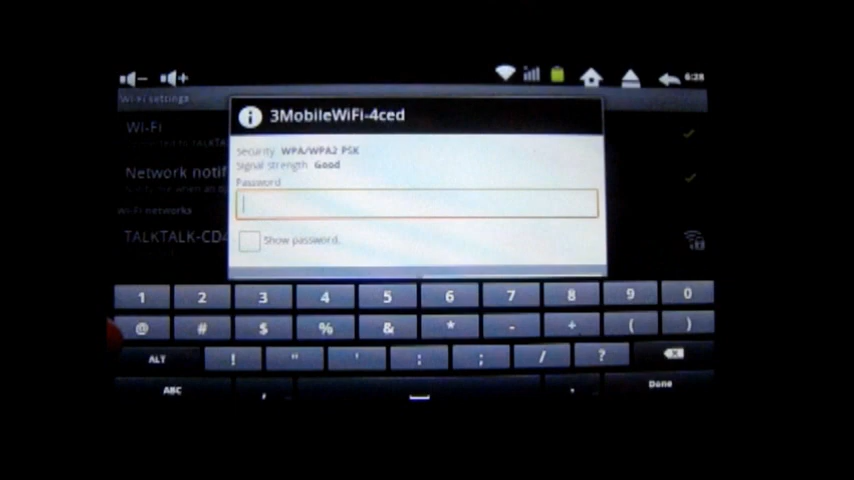 6:28
Wi-Fi settings
3MobileWiFi-4ced
Wi-Fi
Security WPA/WPA2 PSK
Signal strength Good
Network notif
Password
Wi-Fi networks
TALKTALK-CD4
Show password.
1 2 3 4 5 6 7 8 9 0
@ # $ % & * - + ( )
ALT ! " ' : ; / ?
ABC , . Done